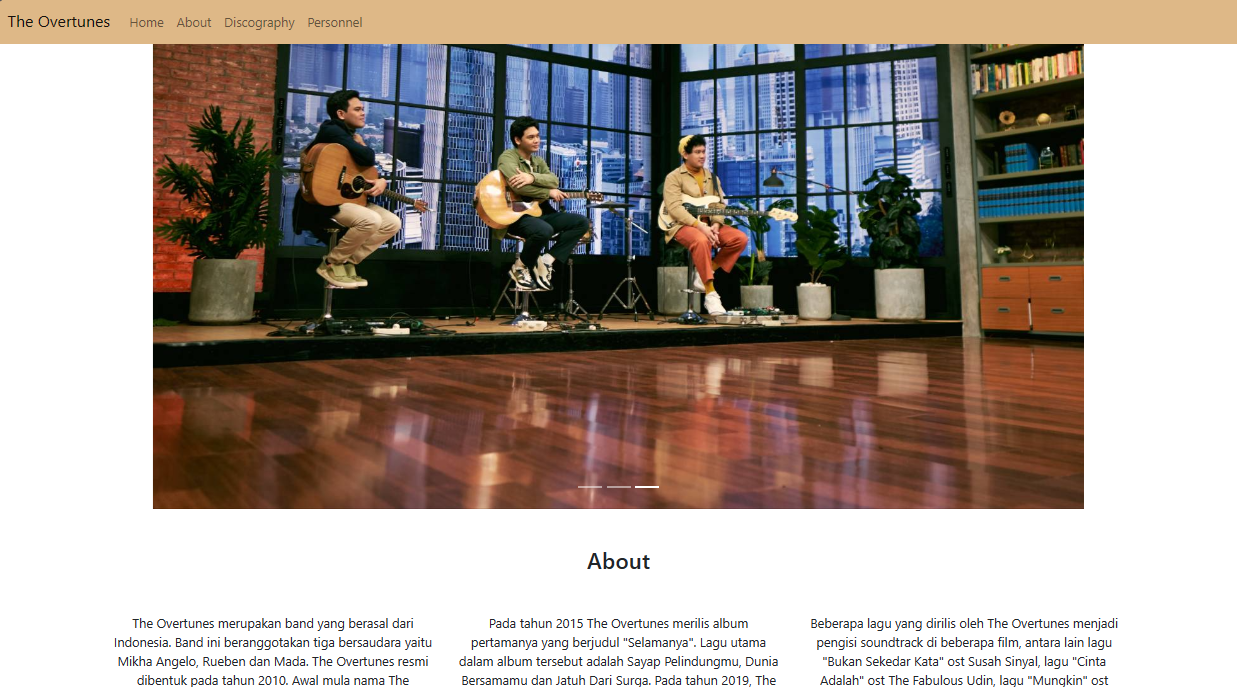 The Overtunes Home About Discography Personnel
About
The Overtunes merupakan band yang berasal dari
Indonesia. Band ini beranggotakan tiga bersaudara yaitu
Mikha Angelo, Rueben dan Mada. The Overtunes resmi
dibentuk pada tahun 2010. Awal mula nama The
Pada tahun 2015 The Overtunes merilis album
pertamanya yang berjudul "Selamanya". Lagu utama
dalam album tersebut adalah Sayap Pelindungmu, Dunia
Bersamamu dan Jatuh Dari Surga. Pada tahun 2019, The
Beberapa lagu yang dirilis oleh The Overtunes menjadi
pengisi soundtrack di beberapa film, antara lain lagu
"Bukan Sekedar Kata" ost Susah Sinyal, lagu "Cinta
Adalah" ost The Fabulous Udin, lagu "Mungkin" ost